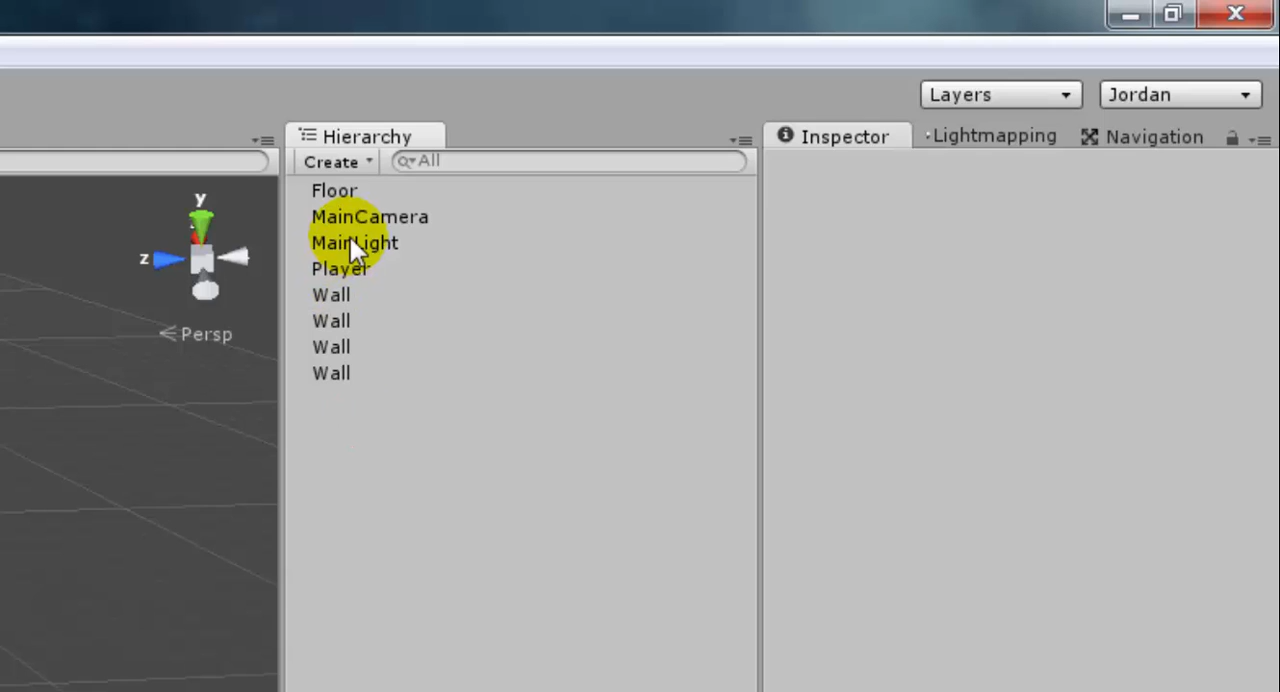 Layers Jordan
Hierarchy Inspector Lightmapping Navigation
Create All
Floor
MainCamera
MainLight
Player
Wall
Wall
Wall
Wall
y
z
Persp